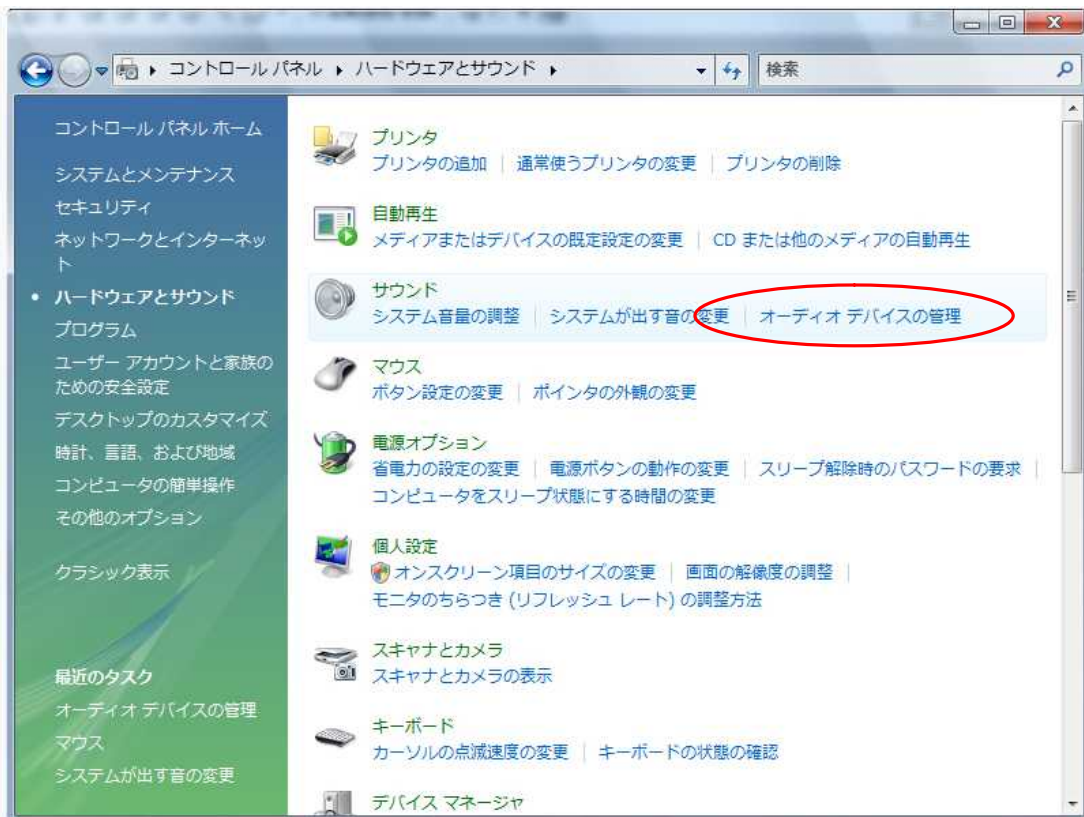 コントロール パネル ▸ ハードウェアとサウンド ▸
検索
コントロール パネル ホーム
システムとメンテナンス
セキュリティ
ネットワークとインターネッ
ト
• ハードウェアとサウンド
プログラム
ユーザー アカウントと家族の
ための安全設定
デスクトップのカスタマイズ
時計、言語、および地域
コンピュータの簡単操作
その他のオプション
クラシック表示
最近のタスク
オーディオ デバイスの管理
マウス
システムが出す音の変更
プリンタ
プリンタの追加 | 通常使うプリンタの変更 | プリンタの削除
自動再生
メディアまたはデバイスの既定設定の変更 | CD または他のメディアの自動再生
サウンド
システム音量の調整 | システムが出す音の変更 | オーディオ デバイスの管理
マウス
ボタン設定の変更 | ポインタの外観の変更
電源オプション
省電力の設定の変更 | 電源ボタンの動作の変更 | スリープ解除時のパスワードの要求 |
コンピュータをスリープ状態にする時間の変更
個人設定
オンスクリーン項目のサイズの変更 | 画面の解像度の調整 |
モニタのちらつき (リフレッシュ レート) の調整方法
スキャナとカメラ
スキャナとカメラの表示
キーボード
カーソルの点滅速度の変更 | キーボードの状態の確認
デバイス マネージャ